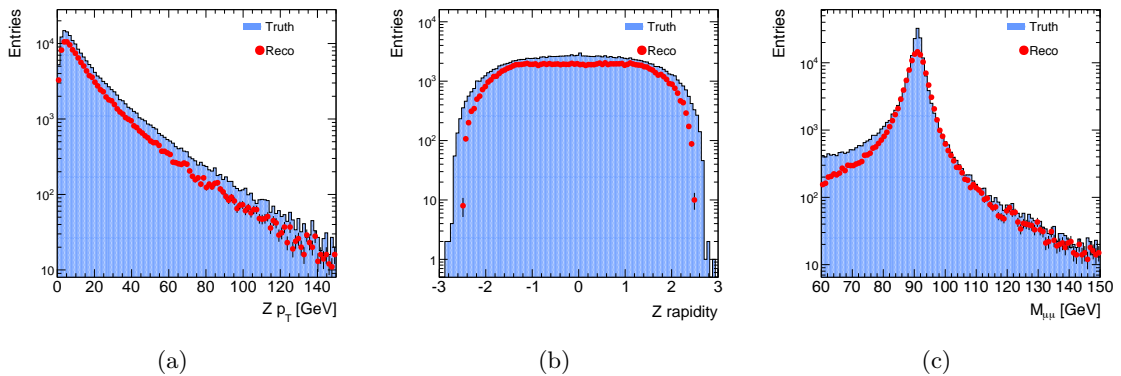 Entries
10⁴
10³
10²
10
Truth
Reco
0 20 40 60 80 100 120 140
Z p_T [GeV]
(a)
Entries
10⁴
10³
10²
10
1
Truth
Reco
-3 -2 -1 0 1 2 3
Z rapidity
(b)
Entries
10⁴
10³
10²
10
Truth
Reco
60 70 80 90 100 110 120 130 140 150
M_μμ [GeV]
(c)